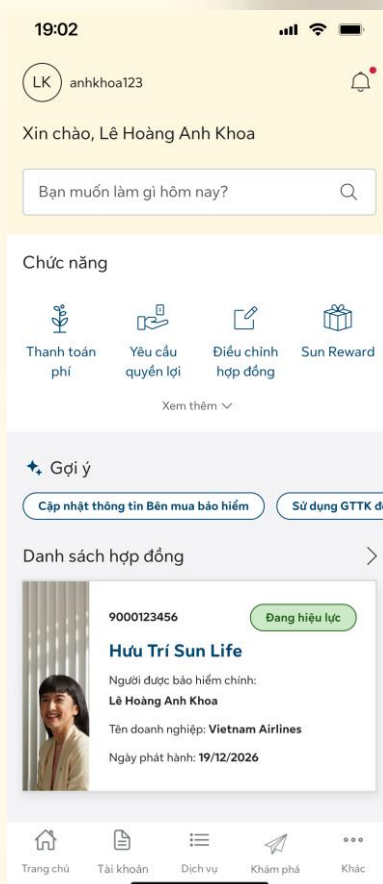 19:02
LK anhkhoa123
Xin chào, Lê Hoàng Anh Khoa
Bạn muốn làm gì hôm nay?
Chức năng
Thanh toán phí
Yêu cầu quyền lợi
Điều chỉnh hợp đồng
Sun Reward
Xem thêm
Gợi ý
Cập nhật thông tin Bên mua bảo hiểm
Sử dụng GTTK
Danh sách hợp đồng
9000123456
Đang hiệu lực
Hưu Trí Sun Life
Người được bảo hiểm chính:
Lê Hoàng Anh Khoa
Tên doanh nghiệp: Vietnam Airlines
Ngày phát hành: 19/12/2026
Trang chủ
Tài khoản
Dịch vụ
Khám phá
Khác